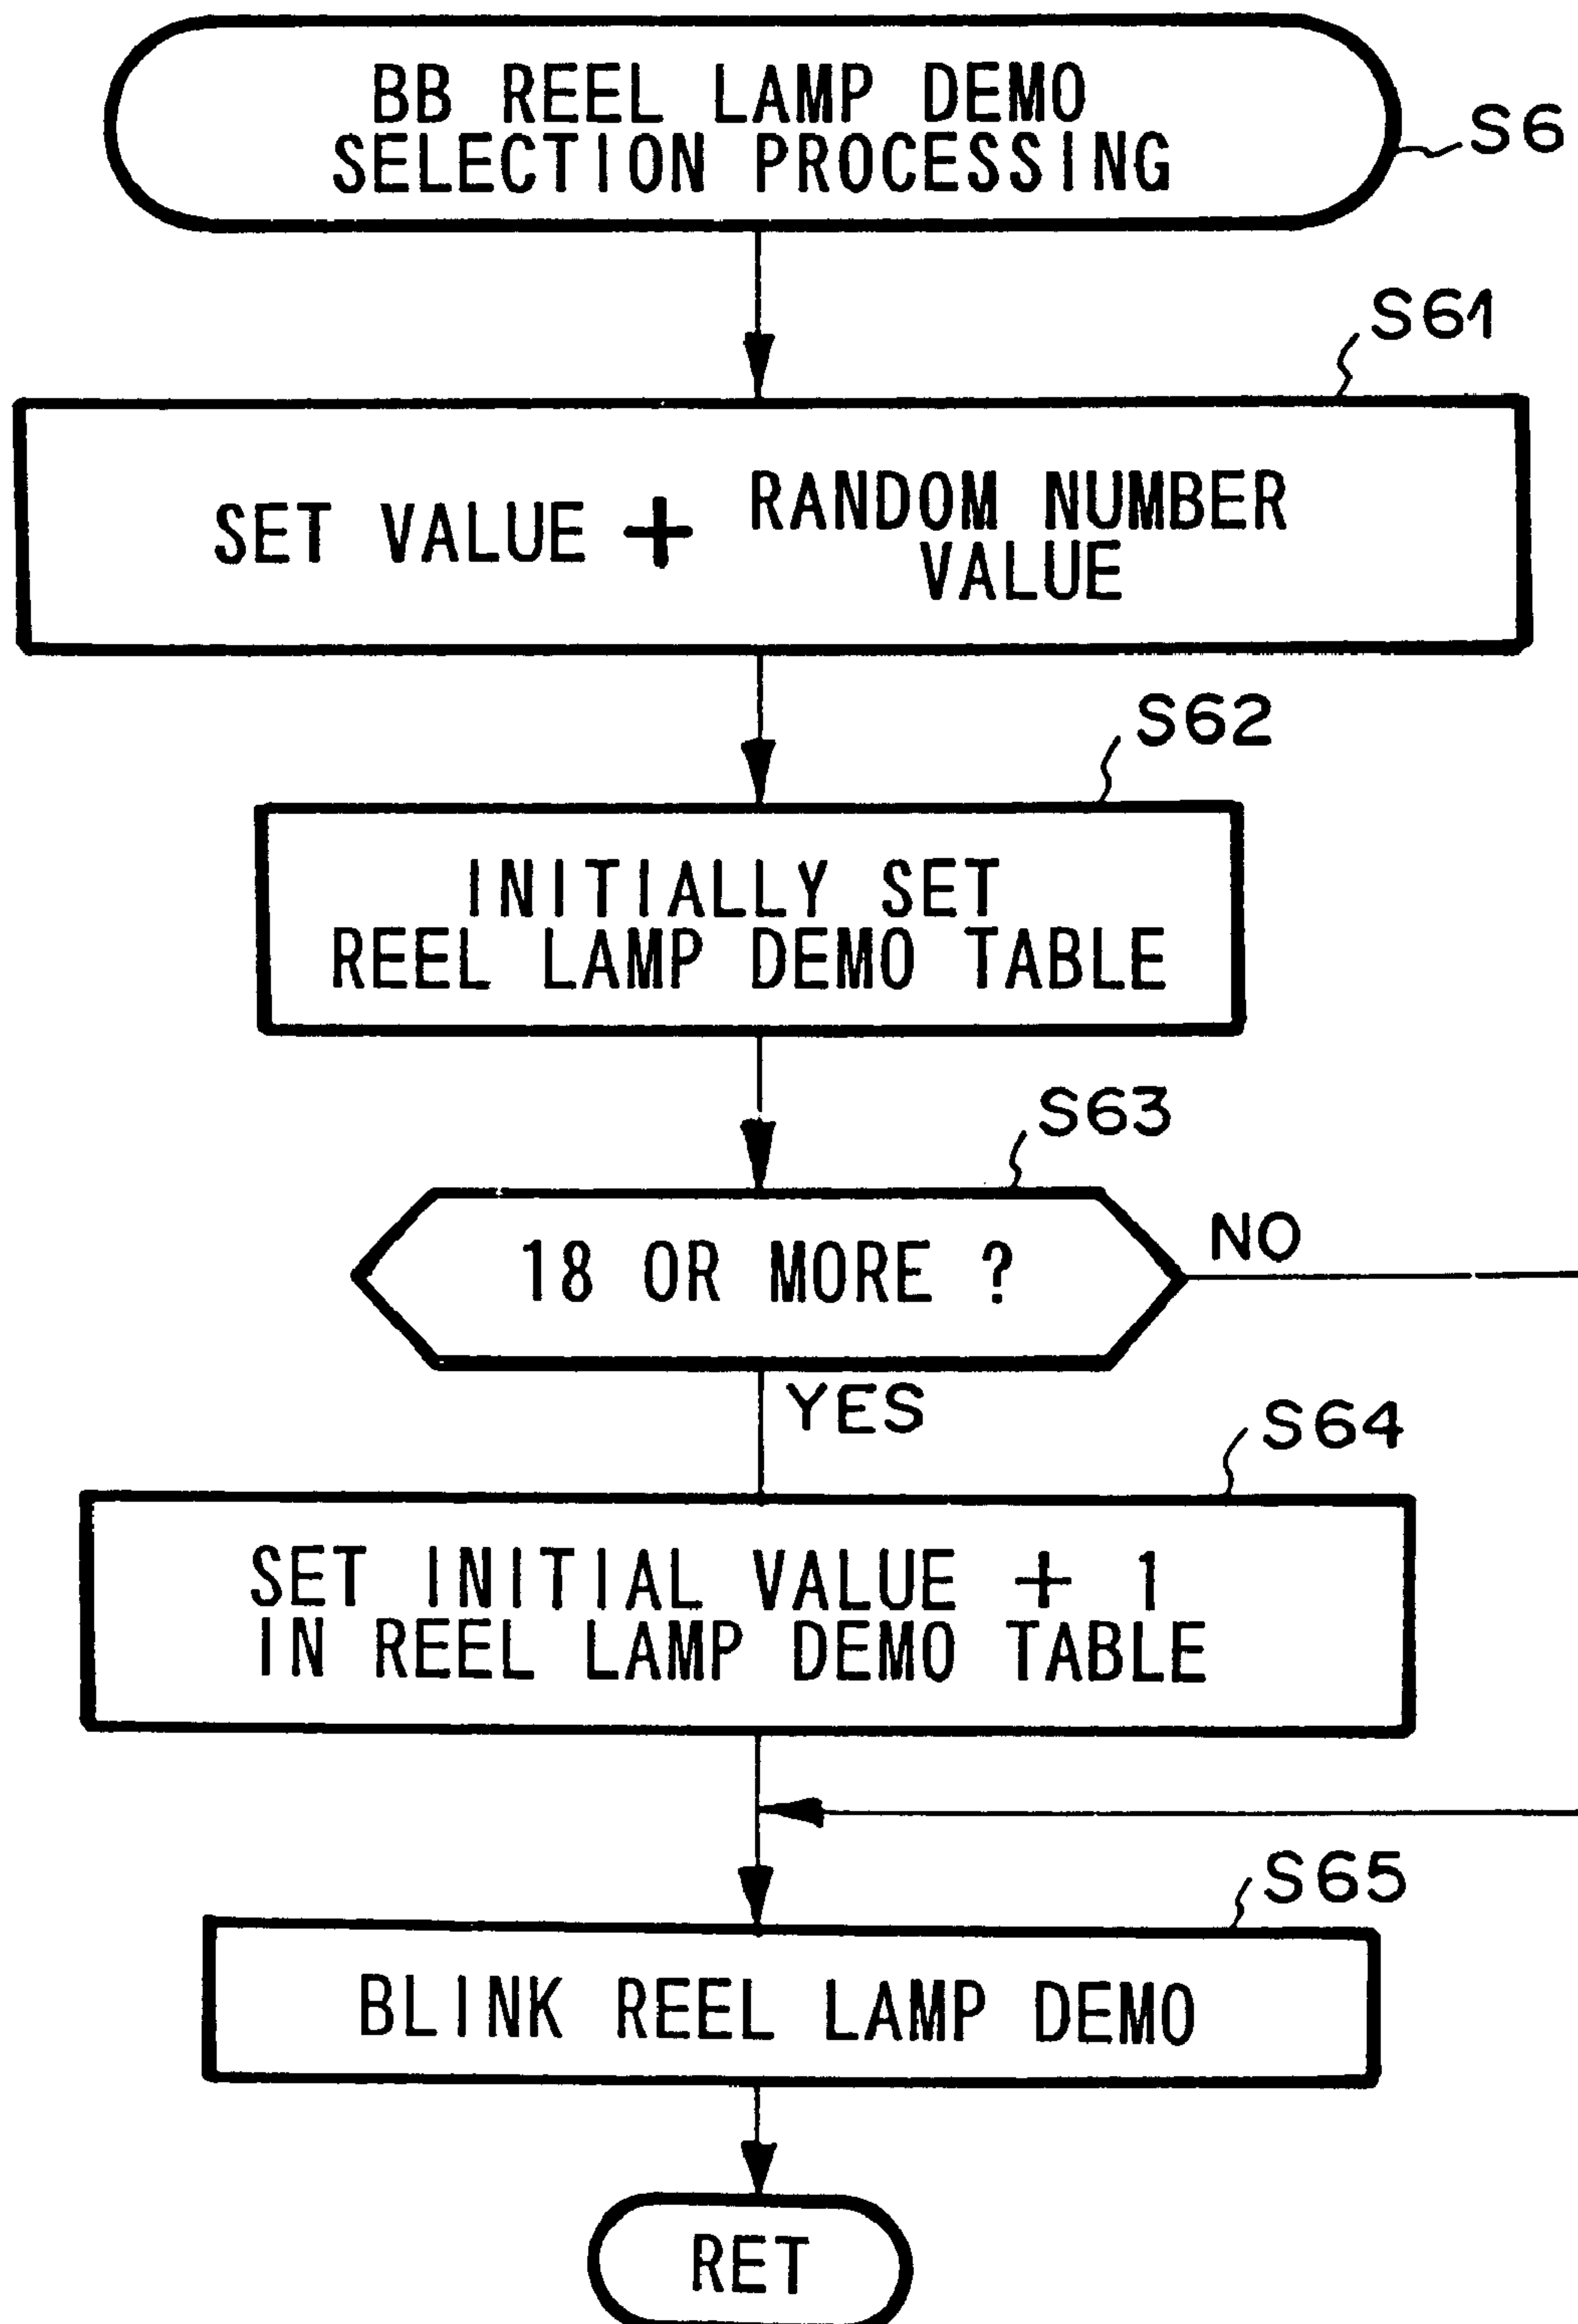 BB REEL LAMP DEMO
SELECTION PROCESSING
S6
S61
SET VALUE + RANDOM NUMBER
VALUE
S62
INITIALLY SET
REEL LAMP DEMO TABLE
S63
18 OR MORE ?
NO
YES
S64
SET INITIAL VALUE + 1
IN REEL LAMP DEMO TABLE
S65
BLINK REEL LAMP DEMO
RET